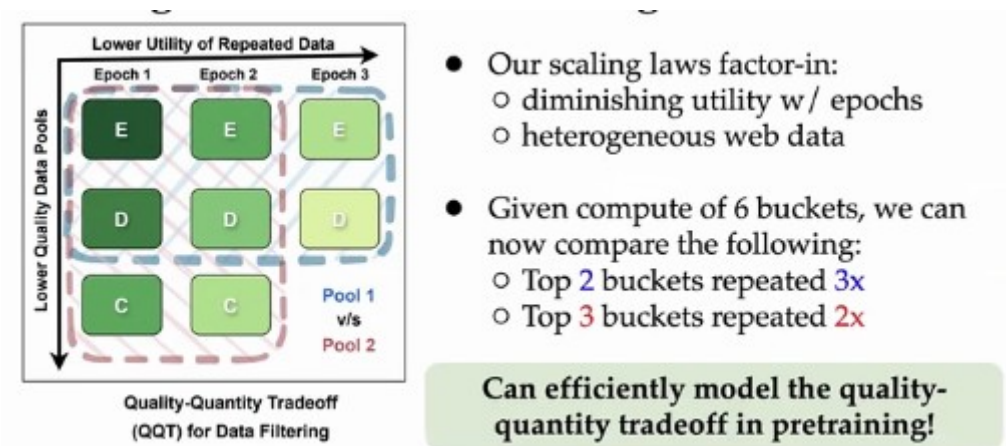 Lower Utility of Repeated Data
Epoch 1 Epoch 2 Epoch 3
Lower Quality Data Pools
E E E
D D D
C C
Pool 1
v/s
Pool 2
Quality-Quantity Tradeoff
(QQT) for Data Filtering
● Our scaling laws factor-in:
○ diminishing utility w/ epochs
○ heterogeneous web data
● Given compute of 6 buckets, we can
now compare the following:
○ Top 2 buckets repeated 3x
○ Top 3 buckets repeated 2x
Can efficiently model the quality-
quantity tradeoff in pretraining!